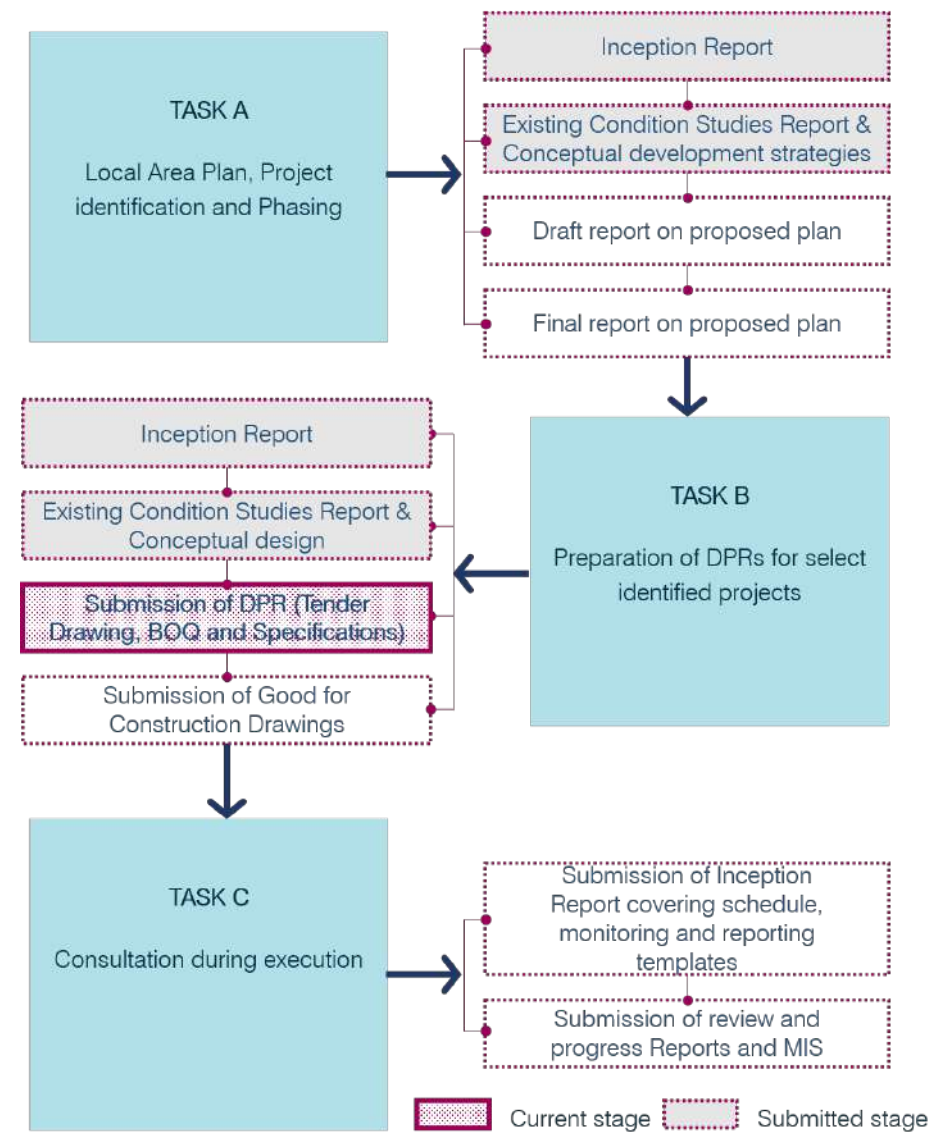 TASK A
Local Area Plan, Project
identification and Phasing
Inception Report
Existing Condition Studies Report &
Conceptual development strategies
Draft report on proposed plan
Final report on proposed plan
TASK B
Preparation of DPRs for select
identified projects
Inception Report
Existing Condition Studies Report &
Conceptual design
Submission of DPR (Tender
Drawing, BOQ and Specifications)
Submission of Good for
Construction Drawings
TASK C
Consultation during execution
Submission of Inception
Report covering schedule,
monitoring and reporting
templates
Submission of review and
progress Reports and MIS
Current stage
Submitted stage